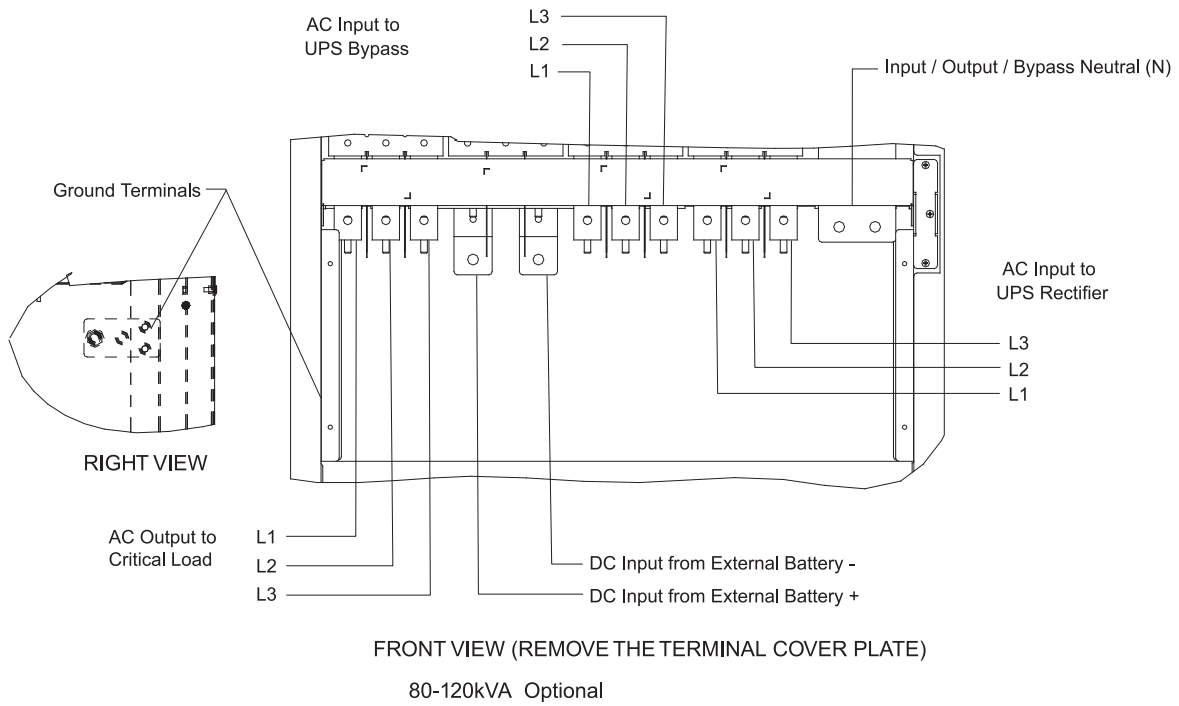 AC Input to
UPS Bypass
L3
L2
L1
Input / Output / Bypass Neutral (N)
Ground Terminals
AC Input to
UPS Rectifier
L3
L2
L1
RIGHT VIEW
AC Output to
Critical Load
L1
L2
L3
DC Input from External Battery -
DC Input from External Battery +
FRONT VIEW (REMOVE THE TERMINAL COVER PLATE)
80-120kVA Optional